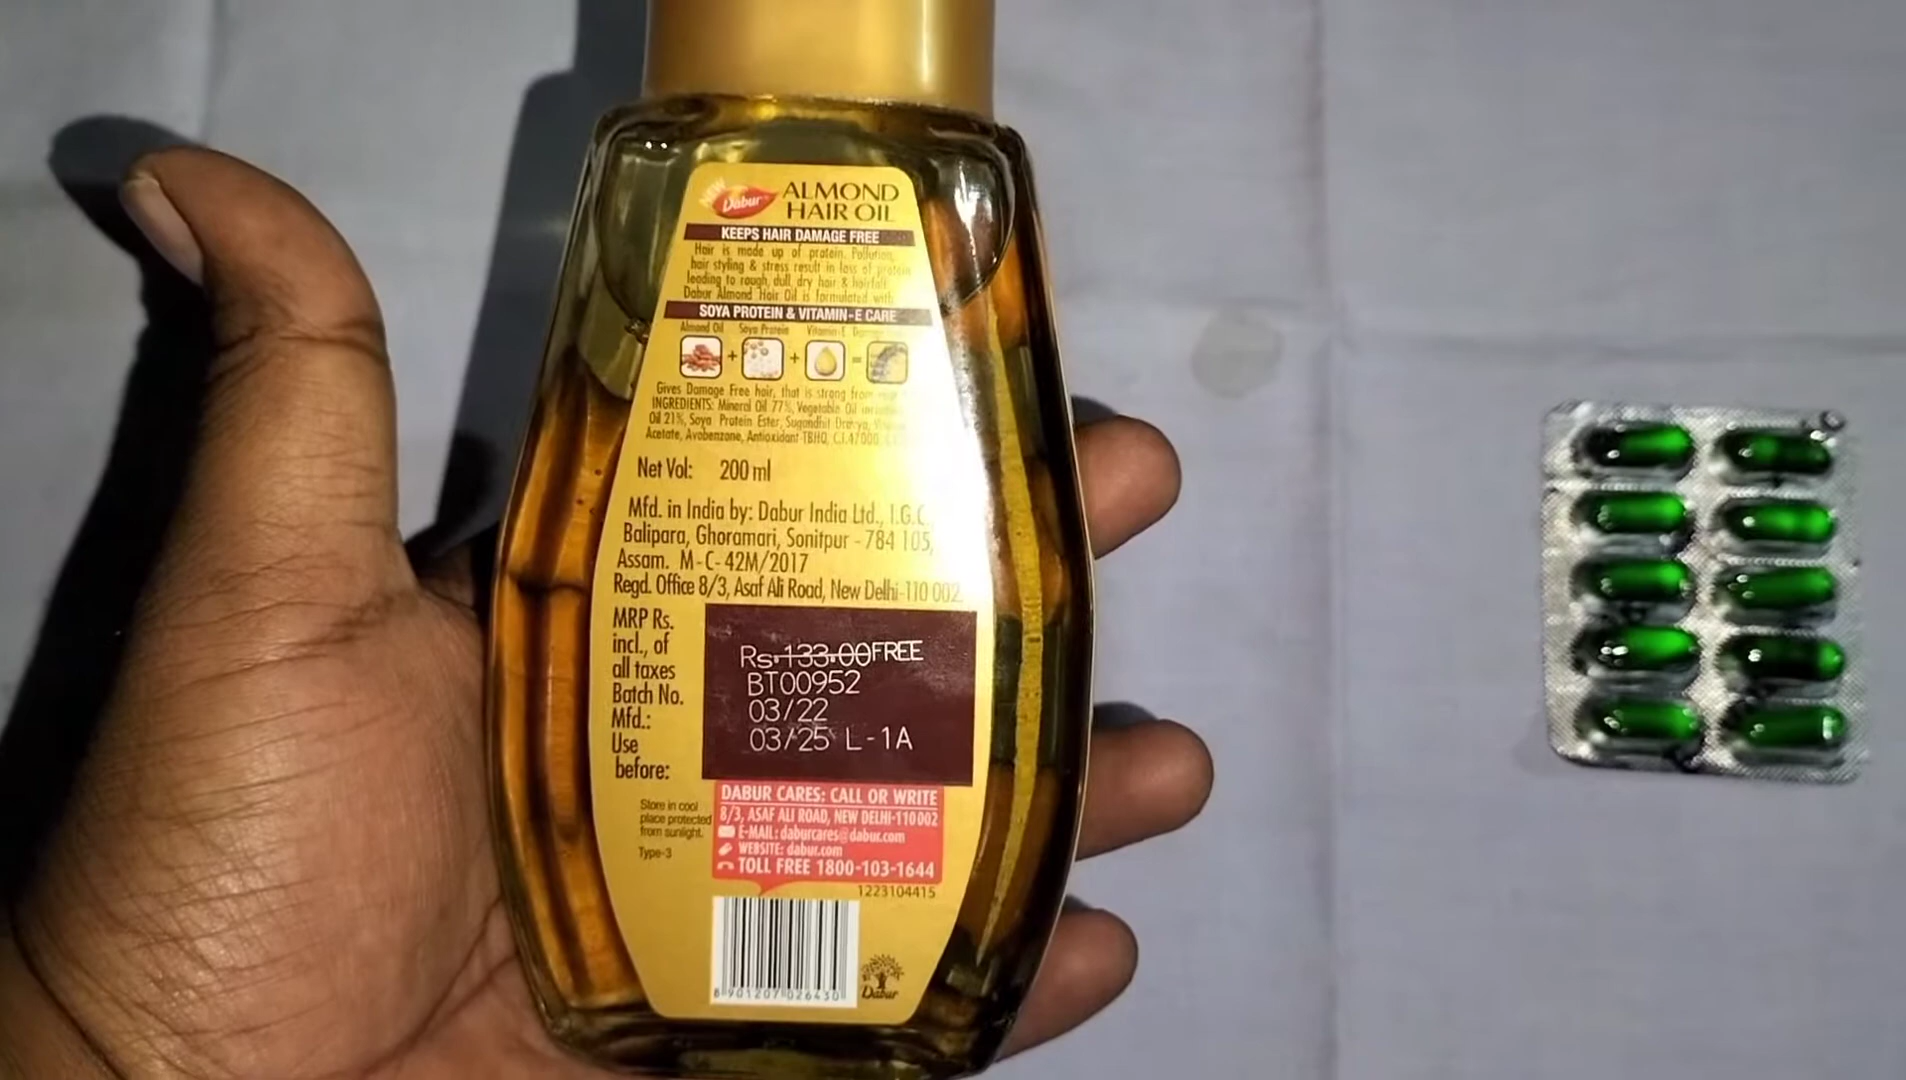 NEW Dabur ALMOND
HAIR OIL
KEEPS HAIR DAMAGE FREE
Hair is made up of protein. Pollution,
hair styling & stress result in loss of protein
leading to rough, dull, dry hair & hairfall.
Dabur Almond Hair Oil is formulated with
SOYA PROTEIN & VITAMIN-E CARE
Almond Oil Soya Protein Vitamin-E
+ + =
Gives Damage Free hair, that is strong from
INGREDIENTS: Mineral Oil 77%, Vegetable Oil
Oil 21%, Soya Protein Ester, Sugandhit Dravya,
Acetate, Avobenzone, Antioxidant-TBHQ, C.I.47000,
Net Vol: 200 ml
Mfd. in India by: Dabur India Ltd., I.G.C.
Balipara, Ghoramari, Sonitpur - 784 105,
Assam. M-C-42M/2017
Regd. Office 8/3, Asaf Ali Road, New Delhi-110 002.
MRP Rs.
incl., of
all taxes
Batch No.
Mfd.:
Use
before:
Rs.133.00FREE
BT00952
03/22
03/25 L-1A
Store in cool
place protected
from sunlight.
Type-3
DABUR CARES: CALL OR WRITE
8/3, ASAF ALI ROAD, NEW DELHI-110002
E-MAIL: daburcares@dabur.com
WEBSITE: dabur.com
TOLL FREE 1800-103-1644
1223104415
8 901207 026430
Dabur